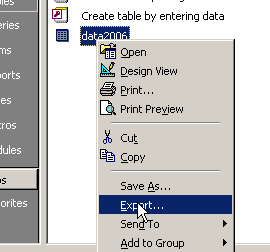 Create table by entering data
data2006
Open
Design View
Print...
Print Preview
Cut
Copy
Save As...
Export...
Send To
Add to Group